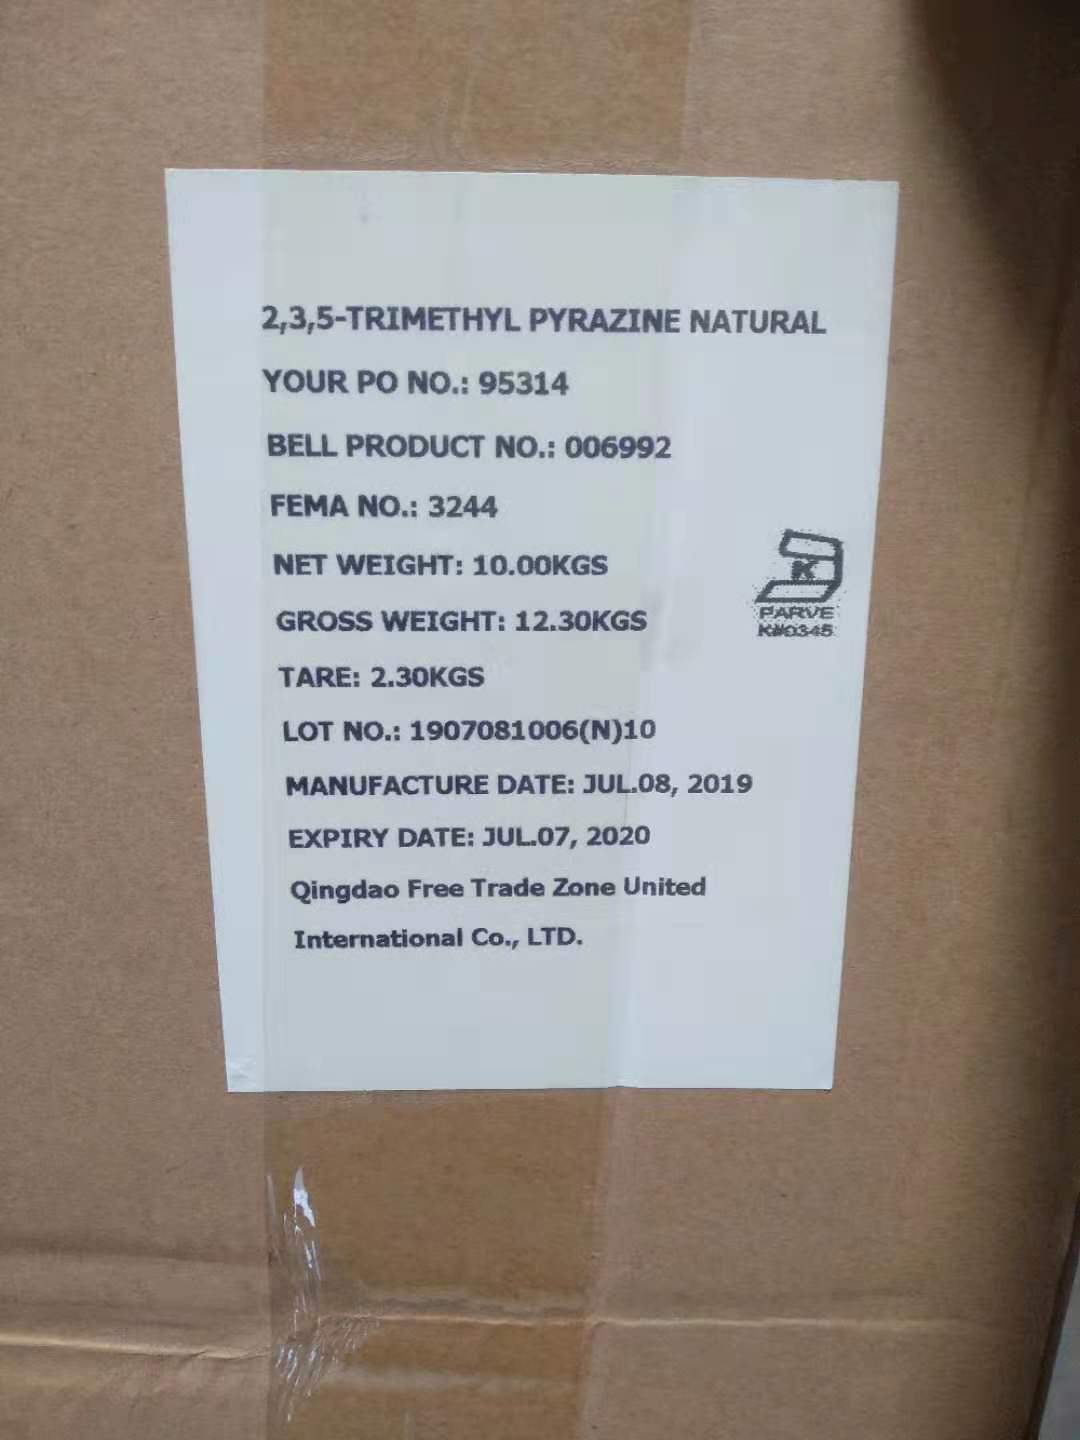 2,3,5-TRIMETHYL PYRAZINE NATURAL
YOUR PO NO.: 95314
BELL PRODUCT NO.: 006992
FEMA NO.: 3244
NET WEIGHT: 10.00KGS
GROSS WEIGHT: 12.30KGS
K
PARVE
K#0345
TARE: 2.30KGS
LOT NO.: 1907081006(N)10
MANUFACTURE DATE: JUL.08, 2019
EXPIRY DATE: JUL.07, 2020
Qingdao Free Trade Zone United
International Co., LTD.